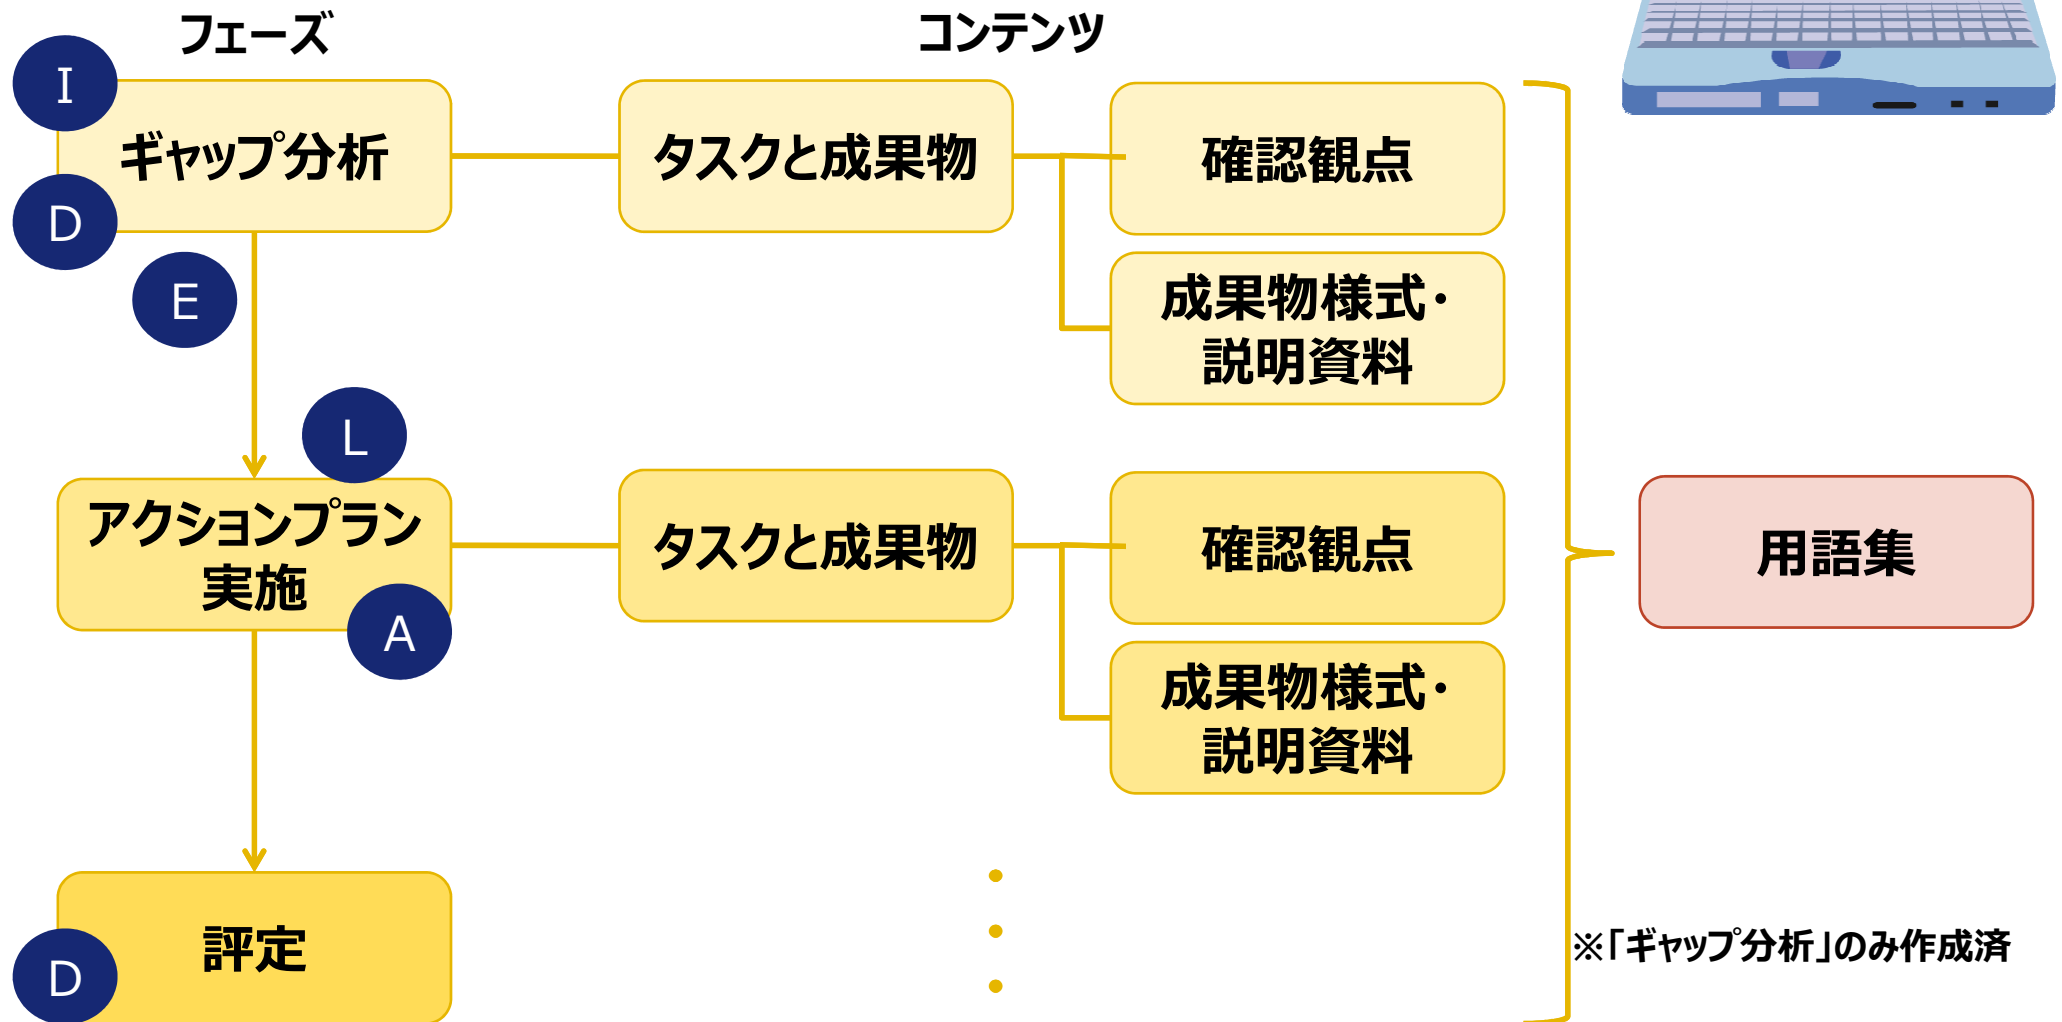 フェーズ
コンテンツ
I
ギャップ分析
D
タスクと成果物
確認観点
E
成果物様式・
説明資料
L
アクションプラン
実施
A
タスクと成果物
確認観点
成果物様式・
説明資料
用語集
評定
D
※「ギャップ分析」のみ作成済